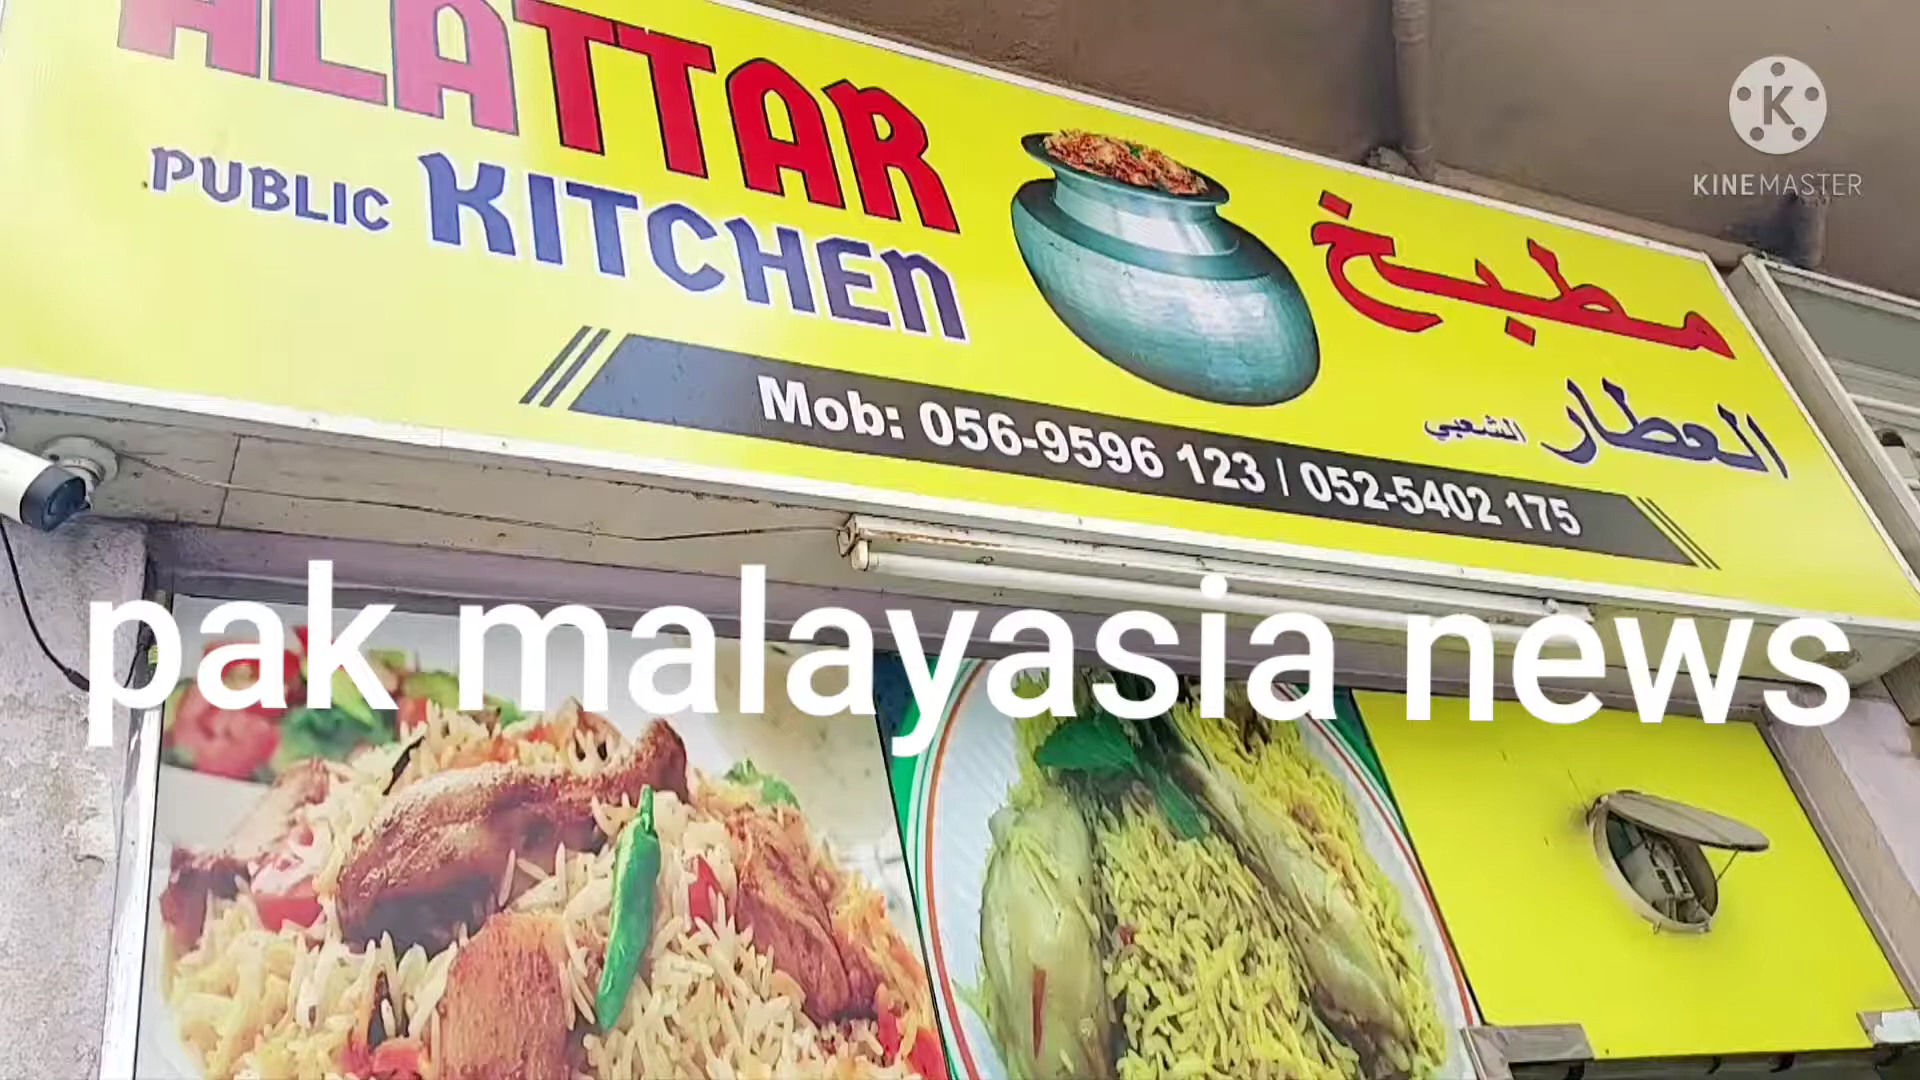 ALATTAR
PUBLIC KITCHEN
مطبخ
العطار الشعبي
Mob: 056-9596 123 / 052-5402 175
K
KINEMASTER
pak malayasia news